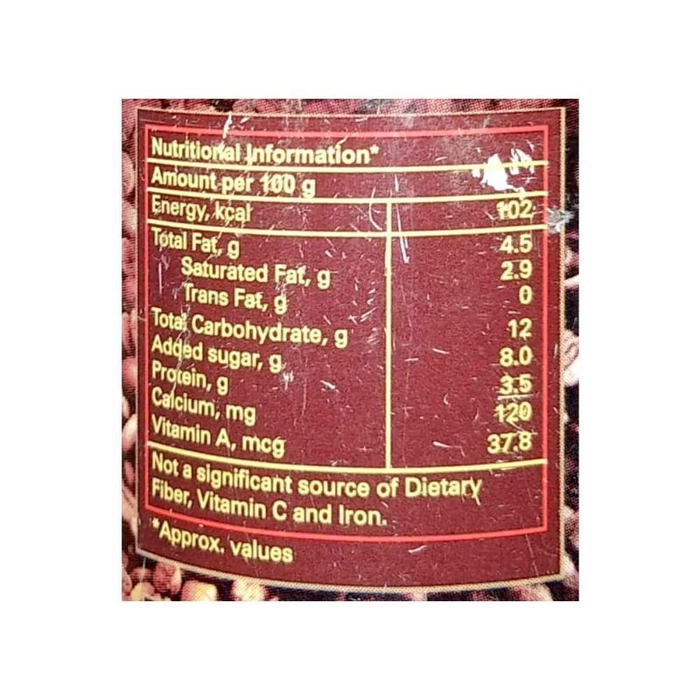 Nutritional Information*
Amount per 100 g
Energy, kcal 102
Total Fat, g 4.5
Saturated Fat, g 2.9
Trans Fat, g 0
Total Carbohydrate, g 12
Added sugar, g 8.0
Protein, g 3.5
Calcium, mg 120
Vitamin A, mcg 37.8
Not a significant source of Dietary
Fiber, Vitamin C and Iron.
*Approx. values